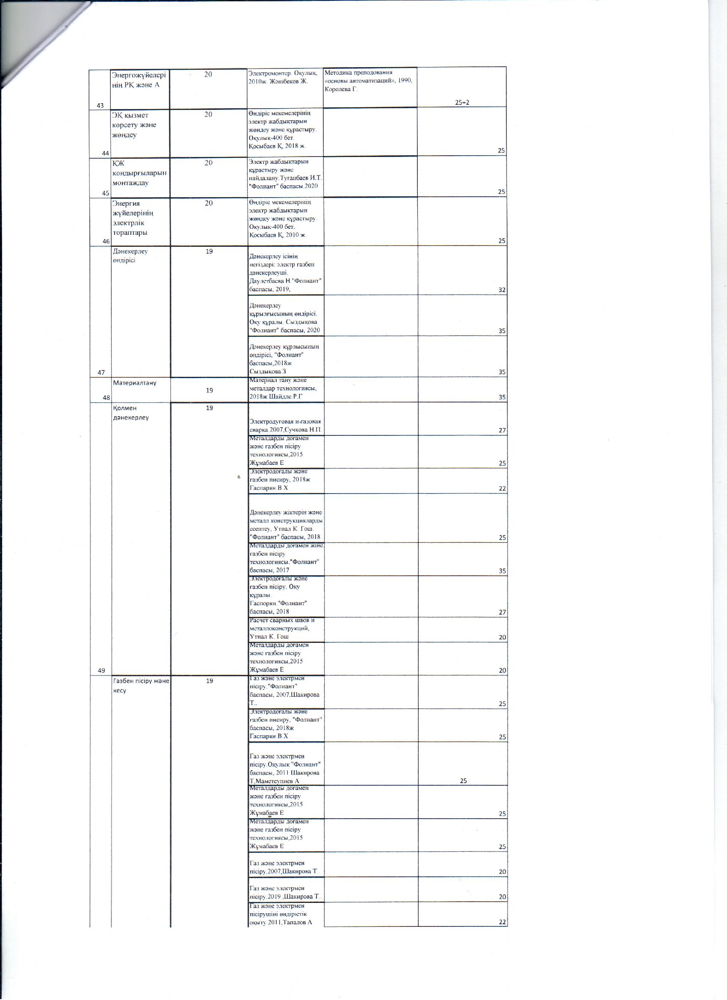 43
Энергожүйелері
нің РҚ және А
20
Электромонтер. Оқулық,
2010ж. Жәнібеков Ж.
Методика преподования
«основы автоматизаций», 1990,
Королева Г.
25+2
44
ЭҚ қызмет
көрсету және
жөндеу
20
Өндіріс мекемелерінің
электр жабдықтарын
жөндеу және құрастыру.
Оқулық-400 бет.
Қосыбаев Қ, 2018 ж.
25
45
ҚЖ
қондырғыларын
монтаждау
20
Электр жабдықтарын
құрастыру және
пайдалану.Туганбаев И.Т.
"Фолиант" баспасы.2020
25
46
Энергия
жүйелерінің
электрлік
тораптары
20
Өндіріс мекемелерінің
электр жабдықтарын
жөндеу және құрастыру.
Оқулық-400 бет.
Қосыбаев Қ, 2010 ж.
25
47
Дәнекерлеу
өндірісі
19
Дәнекерлеу ісінің
негіздері: электр газбен
дәнекерлеуші.
Даулетбаева Н."Фолиант"
баспасы, 2019,
32
Дәнекерлеу
құрылғысының өндірісі.
Оқу құралы. Сыздықова
"Фолиант" баспасы, 2020
35
Дәнекерлеу құрлысының
өндірісі, "Фолиант"
баспасы,2018ж
Сыздықова.З
35
48
Материалтану
19
Материал тану және
металдар технологиясы,
2018ж Шайдле.Р.Г
35
49
Қолмен
дәнекерлеу
19
Электродуговая и газовая
сварка.2007,Сучкова Н.П.
27
Металдарды доғамен
және газбен пісіру
технологиясы,2015
Жұмабаев Е
25
Электродоғалы және
газбен писиру, 2018ж
Гаспарян.В.Х
22
Дәнекерлеу жіктерін және
металл конструкцияларды
есептеу, Утпал К. Гош.
"Фолиант" баспасы, 2018
25
Металдарды доғамен жіне
газбен пісіру
технологиясы."Фолиант"
баспасы, 2017
35
Электродоғалы және
газбен пісіру. Оқу
құралы.
Гаспорян."Фолиант"
баспасы, 2018
27
Расчет сварных швов и
металлоконструкций,
Утпал К. Гош
20
Металдарды доғамен
және газбен пісіру
технологиясы,2015
Жұмабаев Е
20
Газбен пісіру және
кесу
19
Газ және электрмен
пісіру."Фолиант"
баспасы, 2007,Шакирова
Т..
25
Электродоғалы және
газбен писиру, "Фолиант"
баспасы, 2018ж
Гаспарян.В.Х
25
Газ және электрмен
пісіру.Оқулық "Фолиант"
баспасы, 2011 Шакирова
Т,Маметсупиев А
25
Металдарды доғамен
және газбен пісіру
технологиясы,2015
Жұмабаев Е
25
Металдарды доғамен
және газбен пісіру
технологиясы,2015
Жұмабаев Е
25
Газ және электрмен
пісіру.2007,Шакирова Т..
20
Газ және электрмен
пісіру.2019 ,Шакирова Т..
20
Газ және электрмен
пісірушіні өндірістік
оқыту 2011,Тапалов А
22